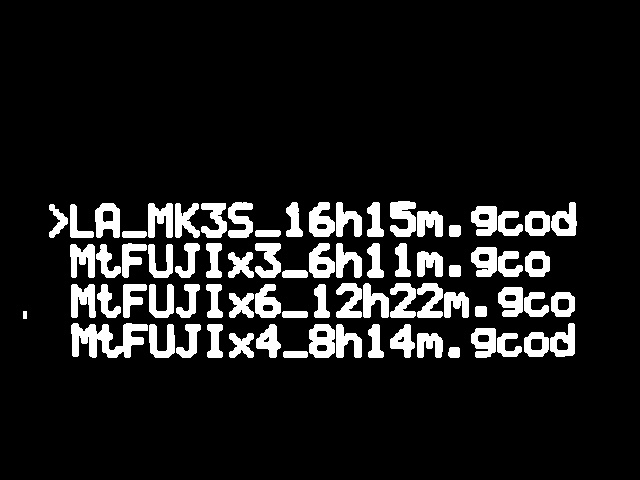 >LA_MK3S_16h15m.gcod
MtFUJIx3_6h11m.gco
MtFUJIx6_12h22m.gco
MtFUJIx4_8h14m.gcod